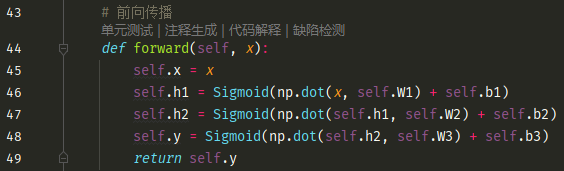 43 # 前向传播
单元测试 | 注释生成 | 代码解释 | 缺陷检测
44 def forward(self, x):
45 self.x = x
46 self.h1 = Sigmoid(np.dot(x, self.W1) + self.b1)
47 self.h2 = Sigmoid(np.dot(self.h1, self.W2) + self.b2)
48 self.y = Sigmoid(np.dot(self.h2, self.W3) + self.b3)
49 return self.y